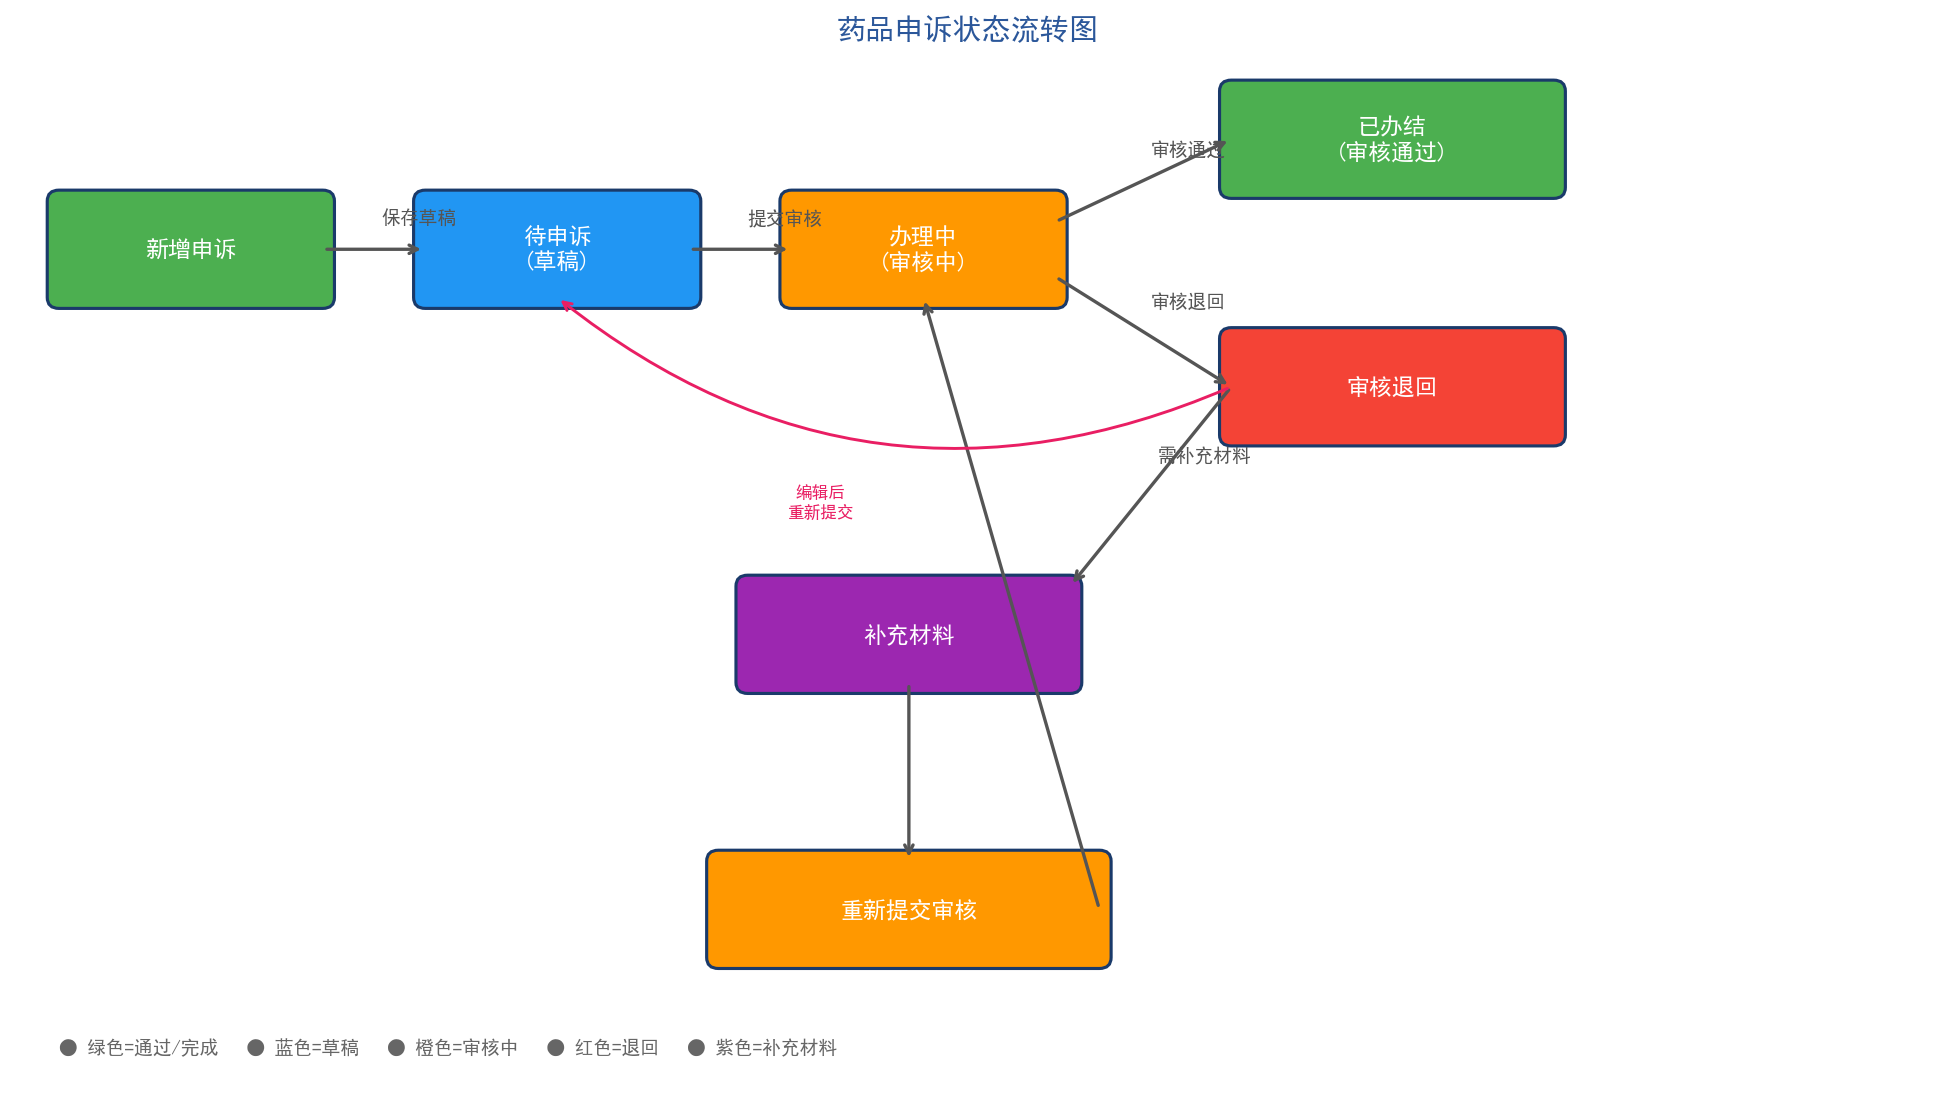 药品申诉状态流转图
已办结
（审核通过）
审核通过
保存草稿
提交审核
新增申诉
待申诉
（草稿）
办理中
（审核中）
审核退回
审核退回
需补充材料
编辑后
重新提交
补充材料
重新提交审核
绿色=通过/完成 蓝色=草稿 橙色=审核中 红色=退回 紫色=补充材料